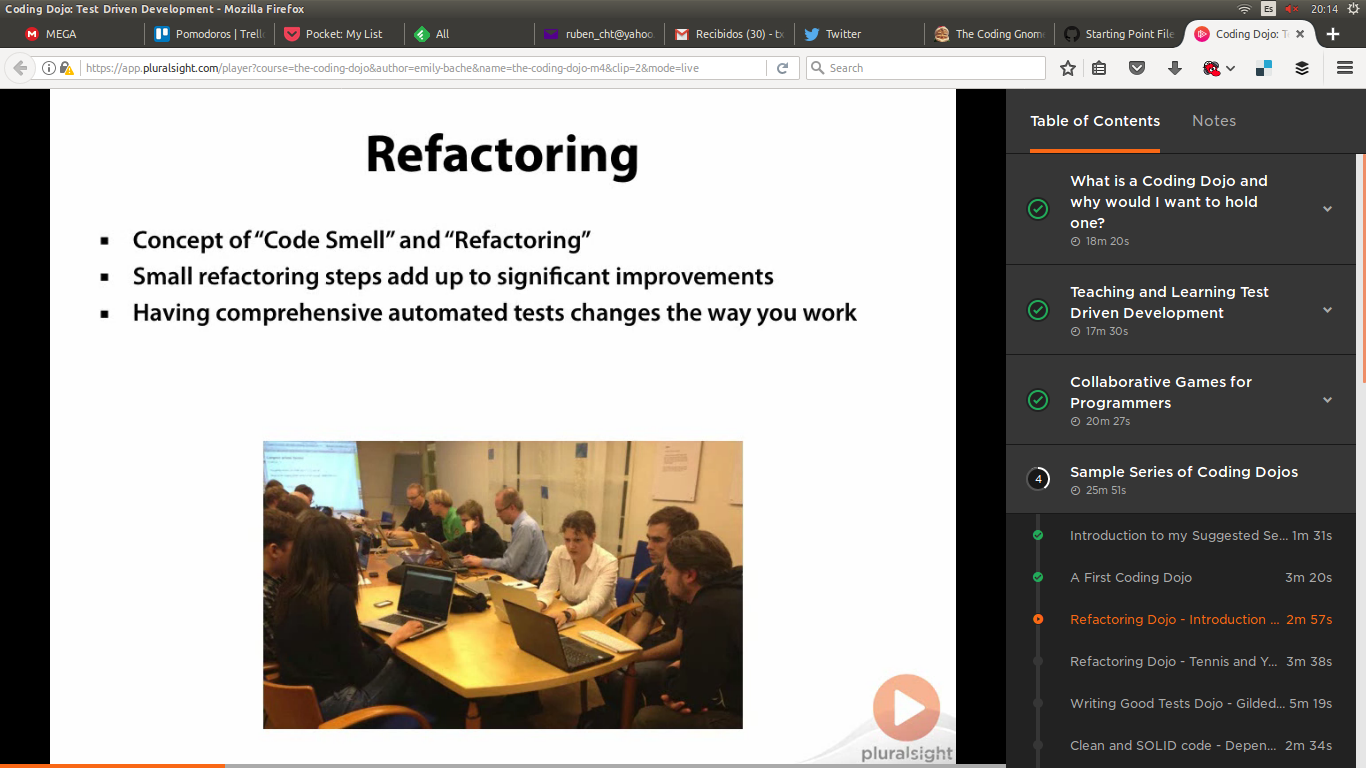 Coding Dojo: Test Driven Development - Mozilla Firefox
Es
20:14
MEGA
Pomodoros | Trell
Pocket: My List
All
ruben_cht@yahoo
Recibidos (30) - tx
Twitter
The Coding Gnom
Starting Point File
Coding Dojo: T
https://app.pluralsight.com/player?course=the-coding-dojo&author=emily-bache&name=the-coding-dojo-m4&clip=2&mode=live
Search
Refactoring
Concept of “Code Smell” and “Refactoring”
Small refactoring steps add up to significant improvements
Having comprehensive automated tests changes the way you work
pluralsight
Table of Contents
Notes
What is a Coding Dojo and
why would I want to hold
one?
18m 20s
Teaching and Learning Test
Driven Development
17m 30s
Collaborative Games for
Programmers
20m 27s
4
Sample Series of Coding Dojos
25m 51s
Introduction to my Suggested Se... 1m 31s
A First Coding Dojo 3m 20s
Refactoring Dojo - Introduction ... 2m 57s
Refactoring Dojo - Tennis and Y... 3m 38s
Writing Good Tests Dojo - Gilded... 5m 19s
Clean and SOLID code - Depen... 2m 34s